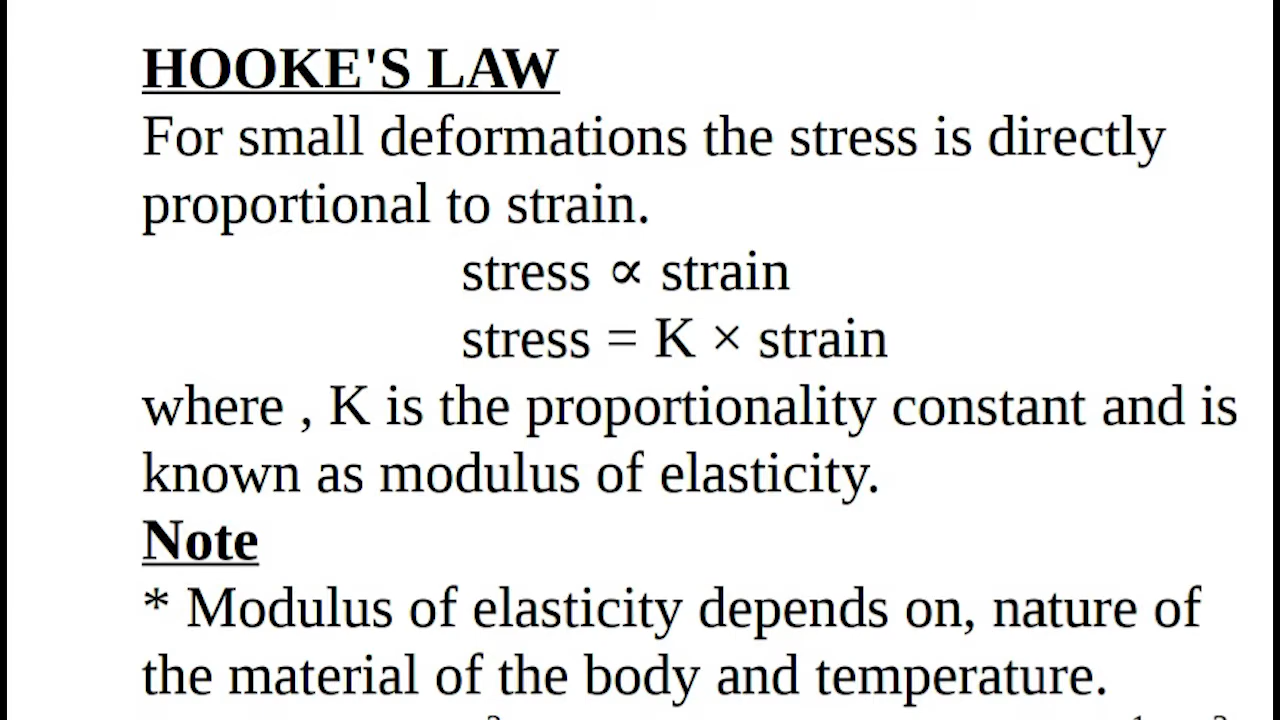 HOOKE'S LAW
For small deformations the stress is directly
proportional to strain.
stress ∝ strain
stress = K × strain
where , K is the proportionality constant and is
known as modulus of elasticity.
Note
* Modulus of elasticity depends on, nature of
the material of the body and temperature.